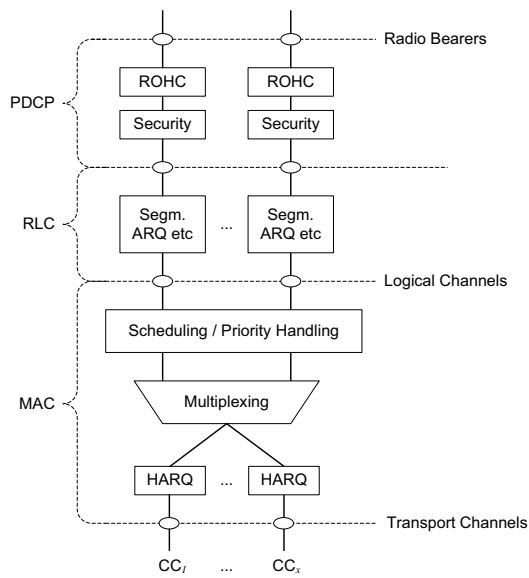 Radio Bearers
ROHC ROHC
PDCP
Security ... Security
RLC
Segm. ARQ etc ... Segm. ARQ etc
Logical Channels
Scheduling / Priority Handling
Multiplexing
MAC
HARQ ... HARQ
Transport Channels
CC1 ... CCx